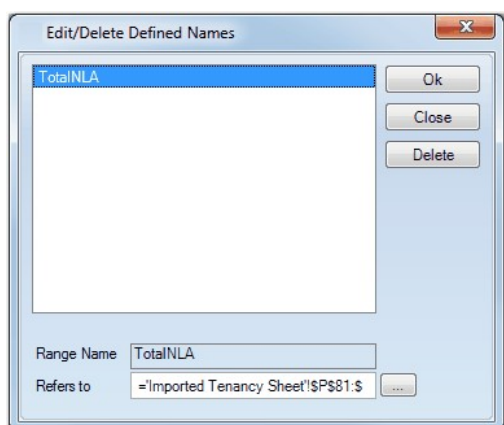 Edit/Delete Defined Names
TotalNLA
Ok
Close
Delete
Range Name TotalNLA
Refers to ='Imported Tenancy Sheet'!$P$81:$ ...